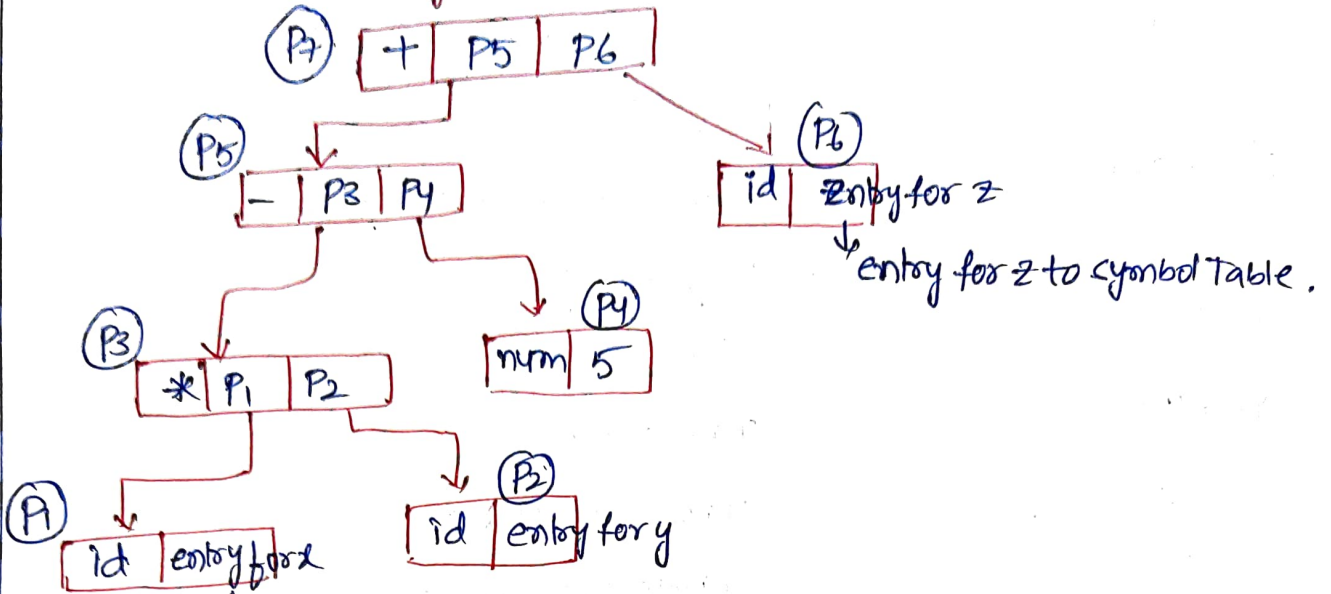 P7 + P5 P6
P5 P6
- P3 P4 id Entry for z
entry for z to symbol Table.
P3 P4
* P1 P2 num 5
P1 P2
id entry for x id entry for y